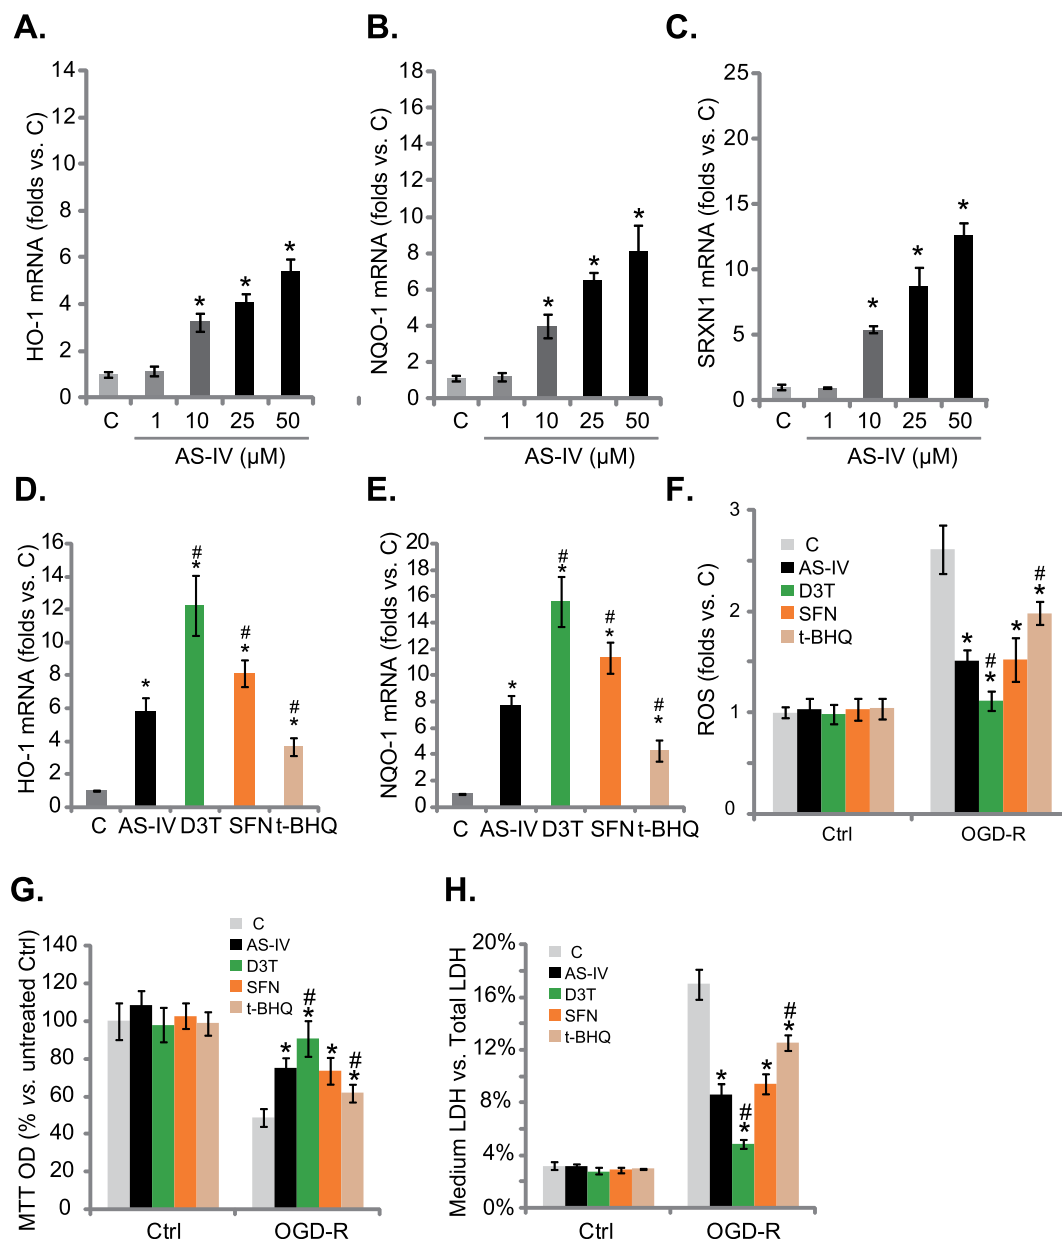 A.
HO-1 mRNA (folds vs. C)
14
12
10
8
6
4
2
0
*
*
*
C 1 10 25 50
AS-IV (µM)
B.
NQO-1 mRNA (folds vs. C)
18
16
14
12
10
8
6
4
2
0
*
*
*
C 1 10 25 50
AS-IV (µM)
C.
SRXN1 mRNA (folds vs. C)
25
20
15
10
5
0
*
*
*
C 1 10 25 50
AS-IV (µM)
D.
HO-1 mRNA (folds vs. C)
16
14
12
10
8
6
4
2
0
*
#
*
#
*
#
*
C AS-IV D3T SFN t-BHQ
E.
NQO-1 mRNA (folds vs. C)
20
18
16
14
12
10
8
6
4
2
0
*
#
*
#
*
#
*
C AS-IV D3T SFN t-BHQ
F.
ROS (folds vs. C)
3
2
1
0
C
AS-IV
D3T
SFN
t-BHQ
*
#
*
*
#
*
Ctrl OGD-R
G.
MTT OD (% vs. untreated Ctrl)
140
120
100
80
60
40
20
0
C
AS-IV
D3T
SFN
t-BHQ
*
#
*
*
#
*
Ctrl OGD-R
H.
Medium LDH vs. Total LDH
20%
16%
12%
8%
4%
0%
C
AS-IV
D3T
SFN
t-BHQ
*
#
*
*
#
*
Ctrl OGD-R